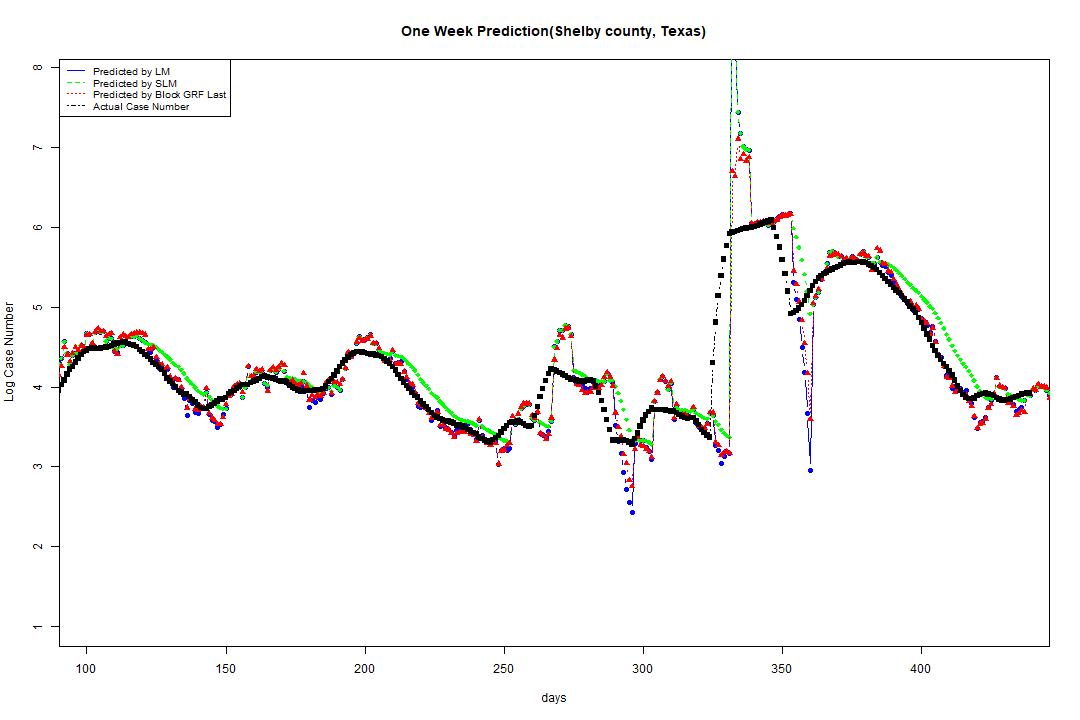 One Week Prediction(Shelby county, Texas)
Predicted by LM
Predicted by SLM
Predicted by Block GRF Last
Actual Case Number
Log Case Number
8
7
6
5
4
3
2
1
100 150 200 250 300 350 400
days